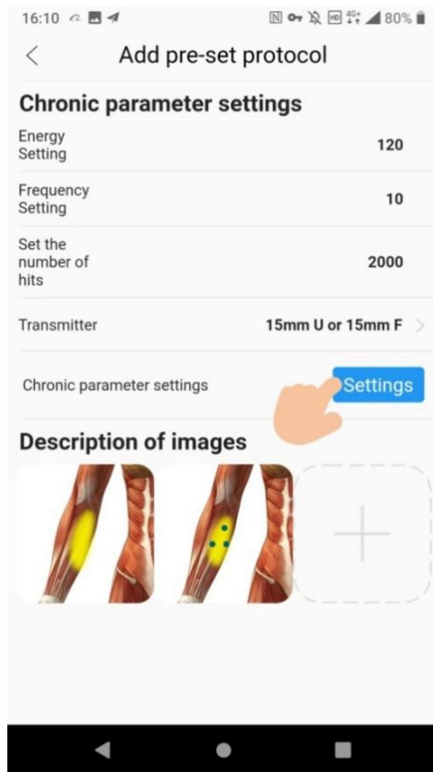 16:10 80%
Add pre-set protocol
Chronic parameter settings
Energy
Setting
120
Frequency
Setting
10
Set the
number of
hits
2000
Transmitter 15mm U or 15mm F
Chronic parameter settings Settings
Description of images